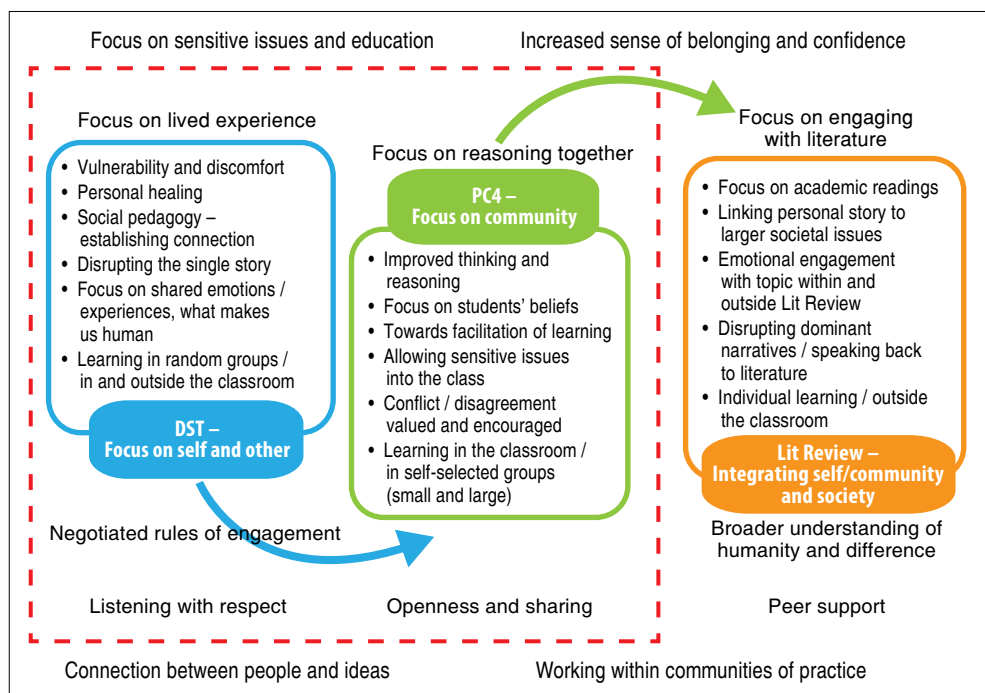 Focus on sensitive issues and education
Increased sense of belonging and confidence
Focus on lived experience
• Vulnerability and discomfort
• Personal healing
• Social pedagogy –
establishing connection
• Disrupting the single story
• Focus on shared emotions /
experiences, what makes
us human
• Learning in random groups /
in and outside the classroom
DST –
Focus on self and other
Focus on reasoning together
PC4 –
Focus on community
• Improved thinking and
reasoning
• Focus on students’ beliefs
• Towards facilitation of learning
• Allowing sensitive issues
into the class
• Conflict / disagreement
valued and encouraged
• Learning in the classroom /
in self-selected groups
(small and large)
Focus on engaging
with literature
• Focus on academic readings
• Linking personal story to
larger societal issues
• Emotional engagement
with topic within and
outside Lit Review
• Disrupting dominant
narratives / speaking back
to literature
• Individual learning / outside
the classroom
Lit Review –
Integrating self/community
and society
Negotiated rules of engagement
Broader understanding of
humanity and difference
Listening with respect
Openness and sharing
Peer support
Connection between people and ideas
Working within communities of practice